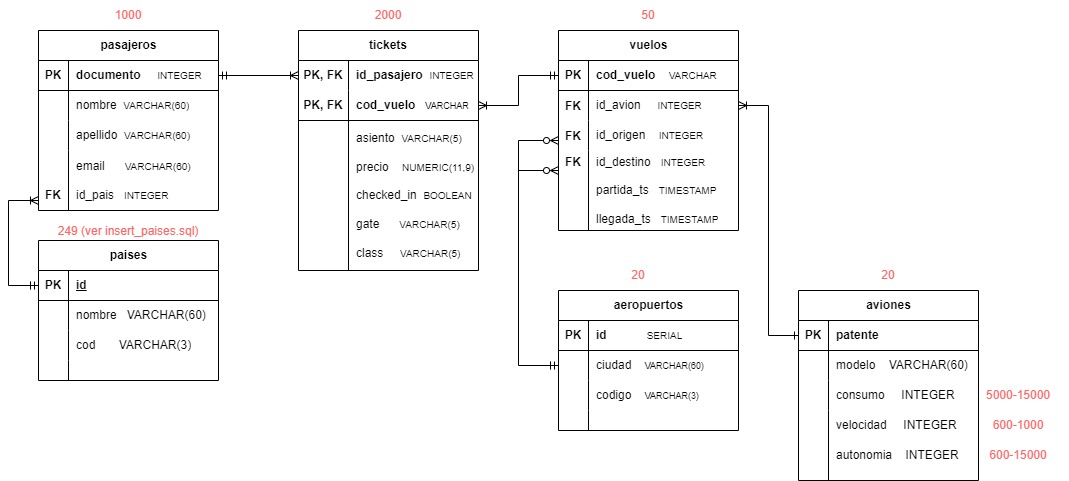 1000
pasajeros
PK documento INTEGER
nombre VARCHAR(60)
apellido VARCHAR(60)
email VARCHAR(60)
FK id_pais INTEGER
249 (ver insert_paises.sql)
paises
PK id
nombre VARCHAR(60)
cod VARCHAR(3)
2000
tickets
PK, FK id_pasajero INTEGER
PK, FK cod_vuelo VARCHAR
asiento VARCHAR(5)
precio NUMERIC(11,9)
checked_in BOOLEAN
gate VARCHAR(5)
class VARCHAR(5)
50
vuelos
PK cod_vuelo VARCHAR
FK id_avion INTEGER
FK id_origen INTEGER
FK id_destino INTEGER
partida_ts TIMESTAMP
llegada_ts TIMESTAMP
20
aeropuertos
PK id SERIAL
ciudad VARCHAR(60)
codigo VARCHAR(3)
20
aviones
PK patente
modelo VARCHAR(60)
consumo INTEGER 5000-15000
velocidad INTEGER 600-1000
autonomia INTEGER 600-15000